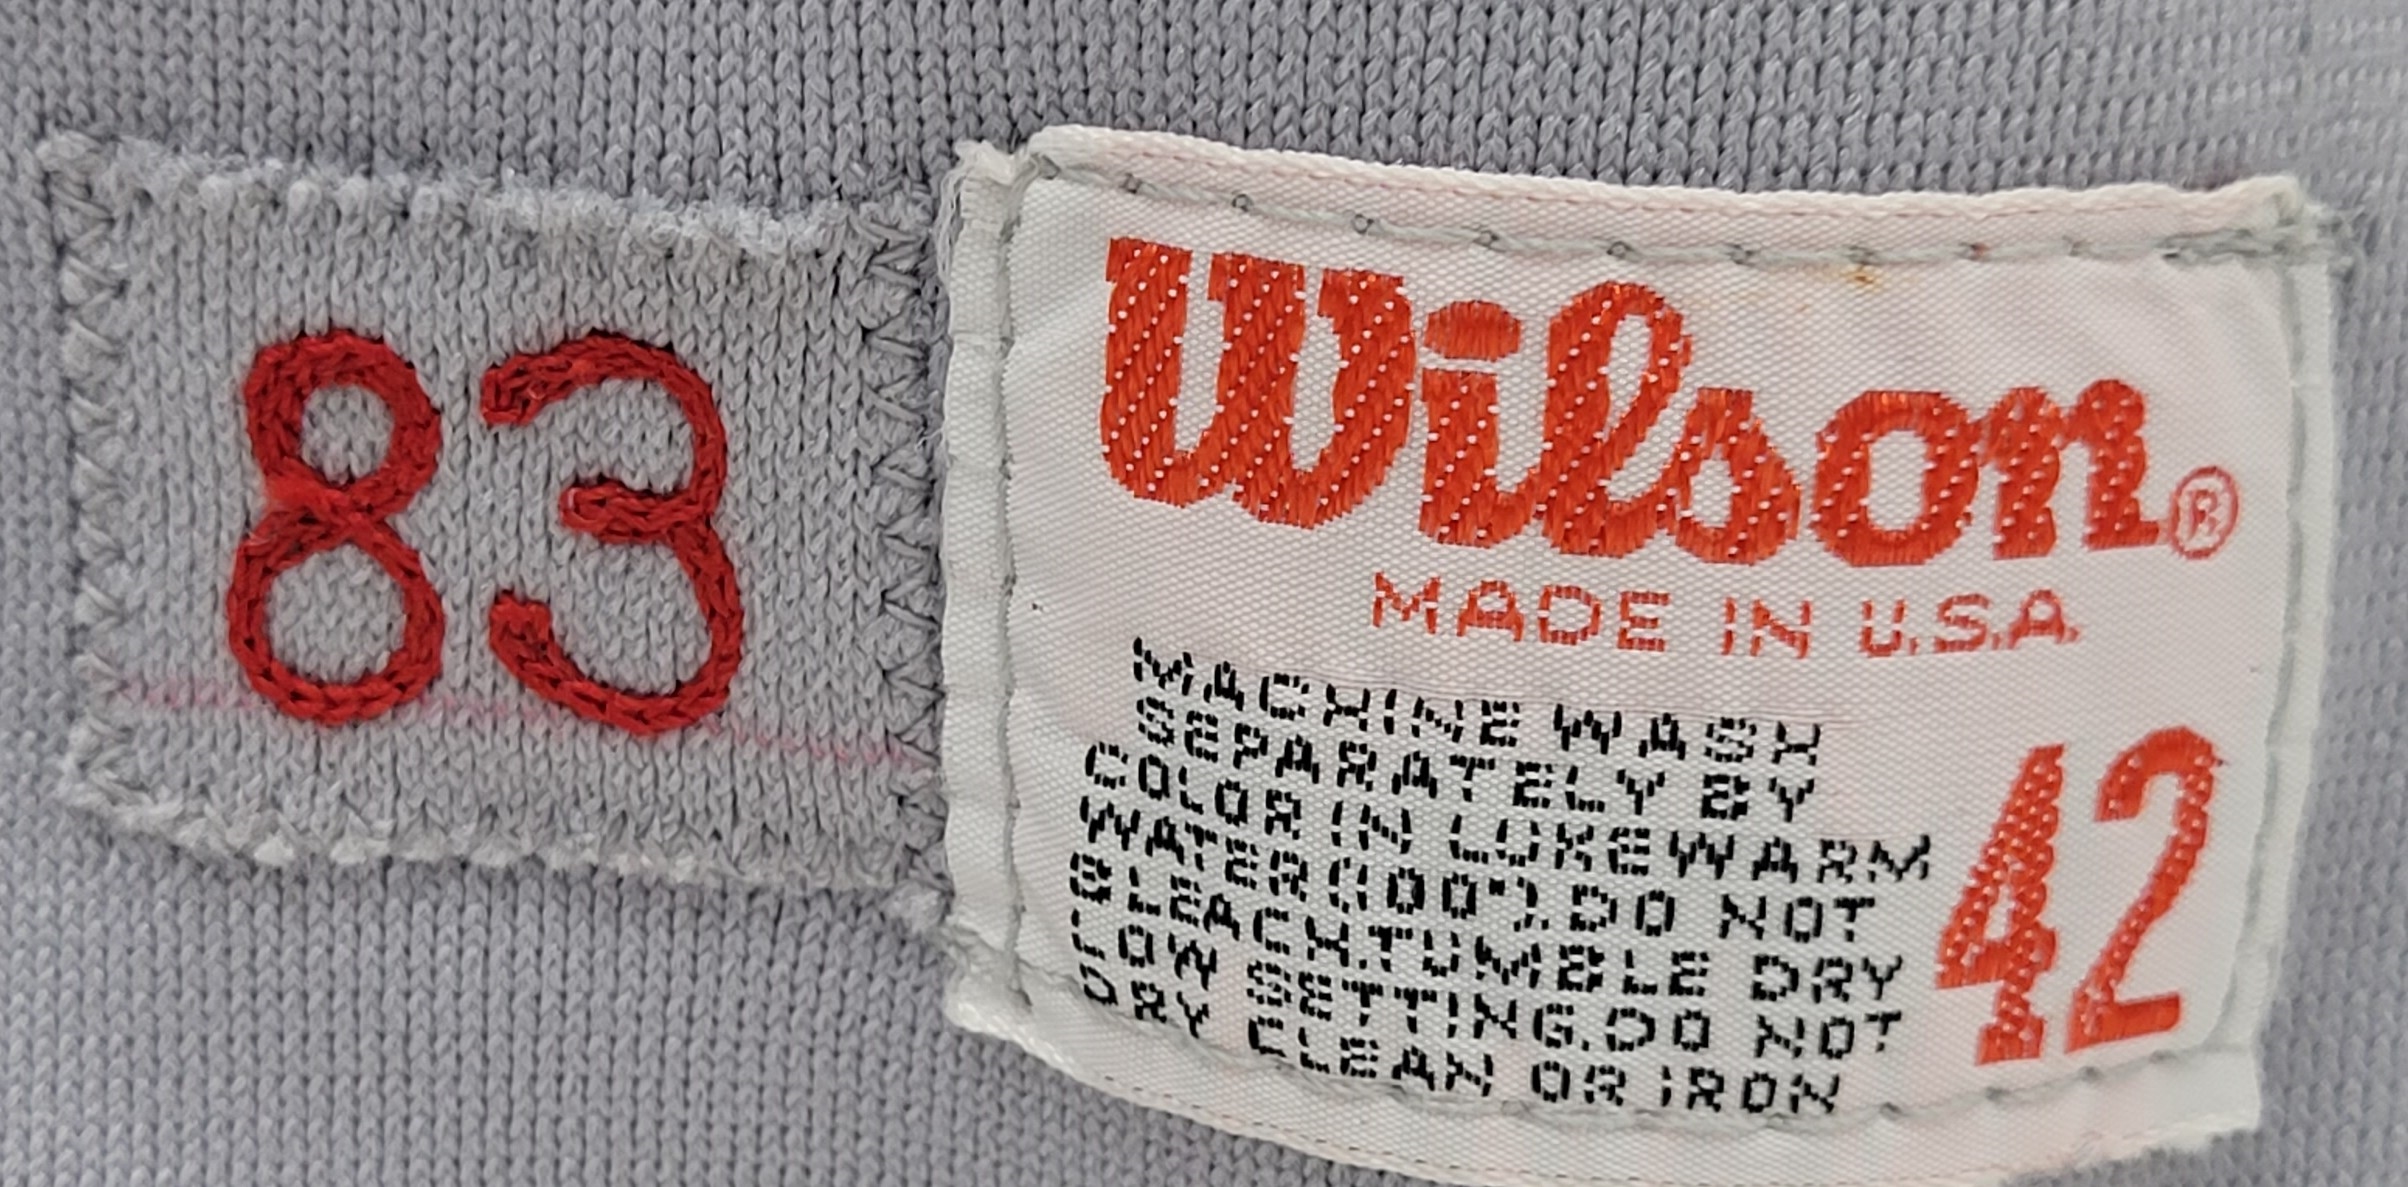 83
Wilson®
MADE IN U.S.A.
MACHINE WASH
SEPARATELY BY
COLOR IN LUKEWARM
WATER(100°).DO NOT
BLEACH.TUMBLE DRY
LOW SETTING.DO NOT
DRY CLEAN OR IRON
42